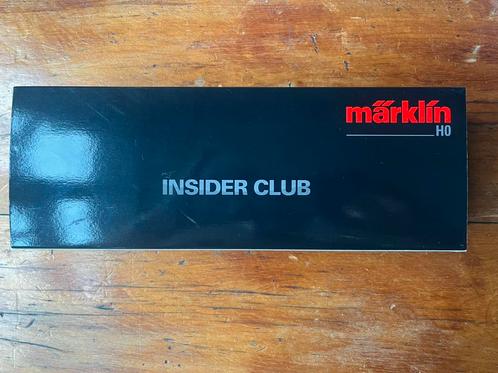 märklin
H0
INSIDER CLUB